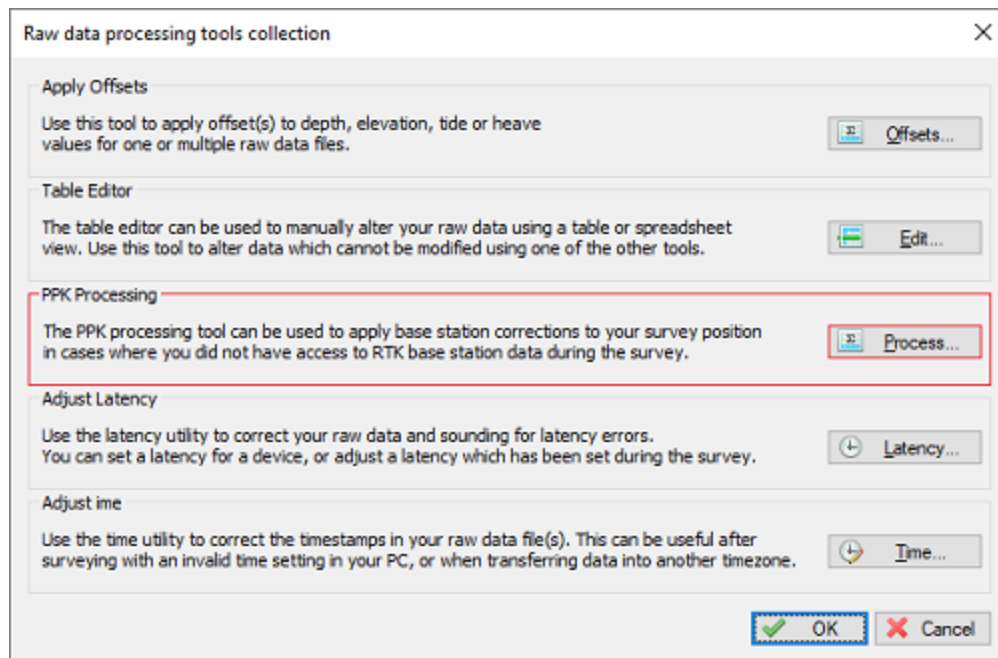 Raw data processing tools collection
Apply Offsets
Use this tool to apply offset(s) to depth, elevation, tide or heave
values for one or multiple raw data files.
Offsets...
Table Editor
The table editor can be used to manually alter your raw data using a table or spreadsheet
view. Use this tool to alter data which cannot be modified using one of the other tools.
Edit...
PPK Processing
The PPK processing tool can be used to apply base station corrections to your survey position
in cases where you did not have access to RTK base station data during the survey.
Process...
Adjust Latency
Use the latency utility to correct your raw data and sounding for latency errors.
You can set a latency for a device, or adjust a latency which has been set during the survey.
Latency...
Adjust ime
Use the time utility to correct the timestamps in your raw data file(s). This can be useful after
surveying with an invalid time setting in your PC, or when transferring data into another timezone.
Time...
OK
Cancel